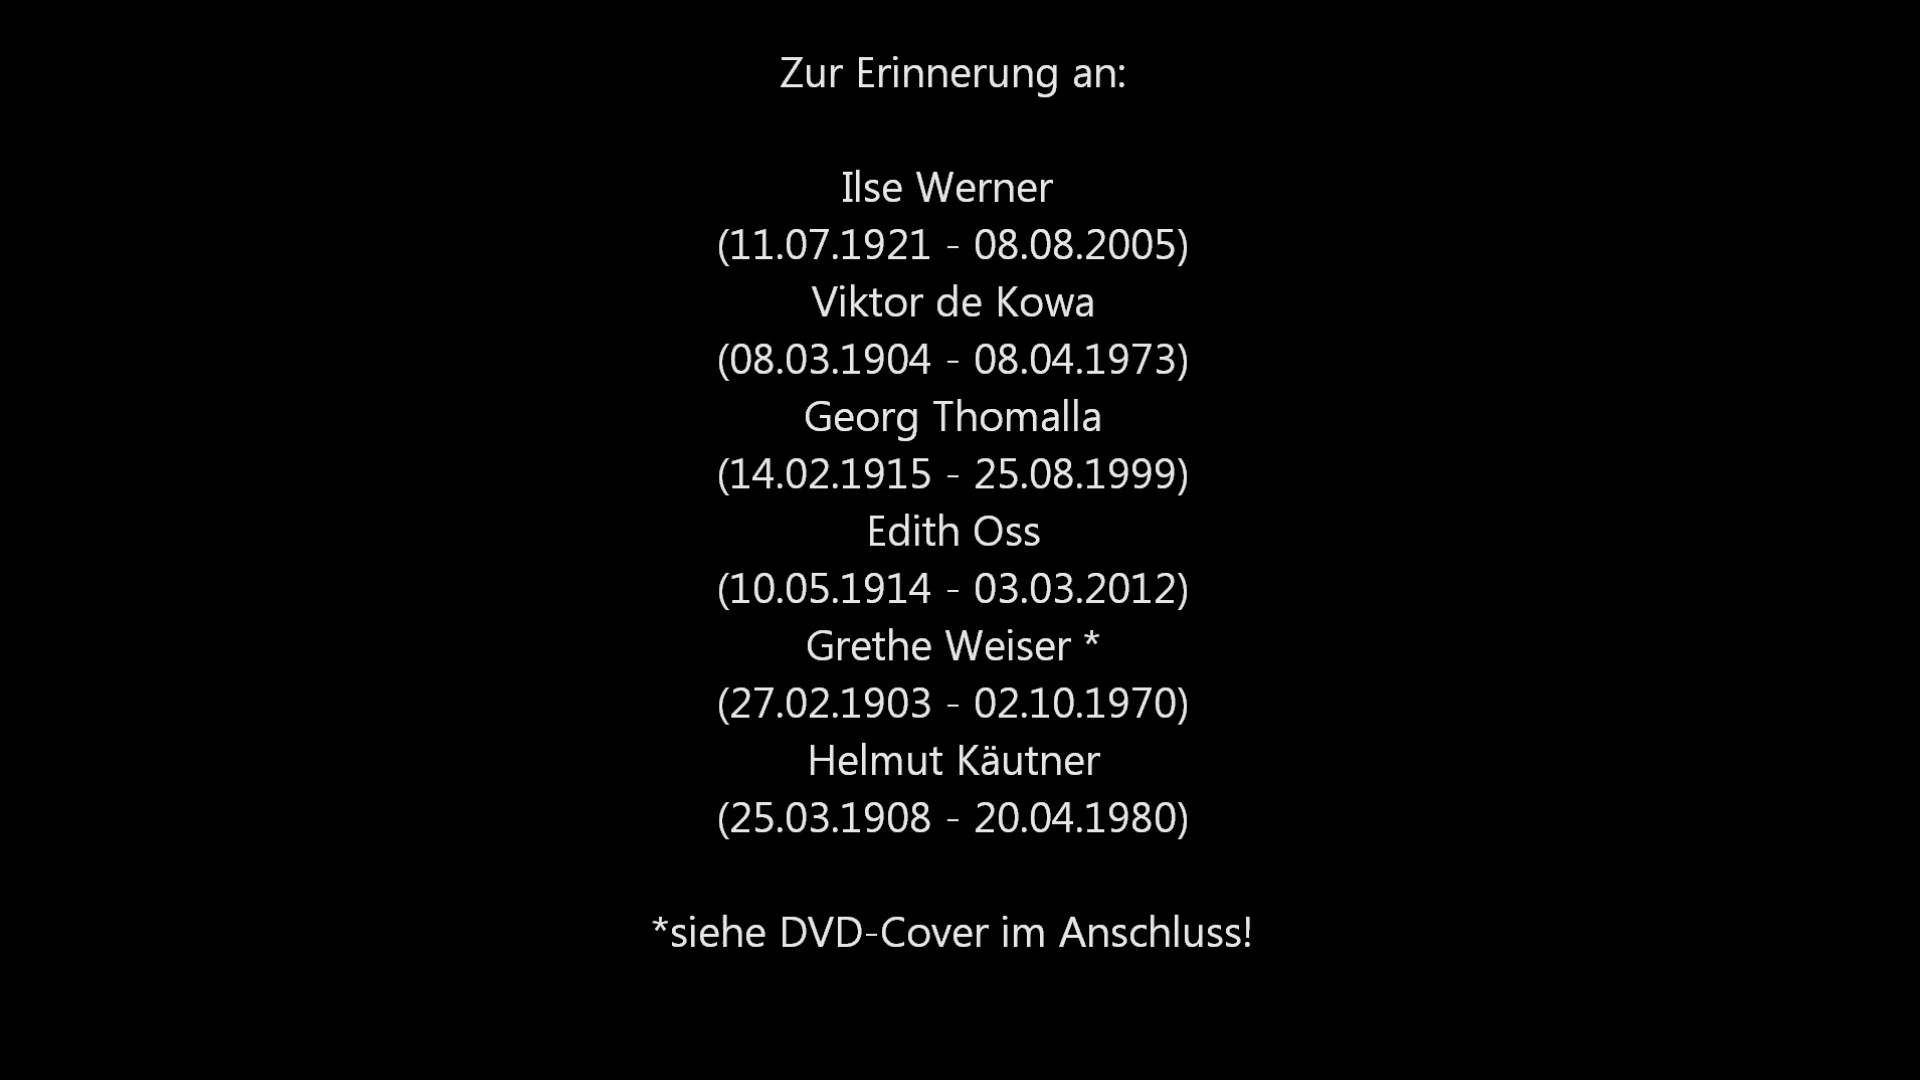 Zur Erinnerung an:
Ilse Werner
(11.07.1921 - 08.08.2005)
Viktor de Kowa
(08.03.1904 - 08.04.1973)
Georg Thomalla
(14.02.1915 - 25.08.1999)
Edith Oss
(10.05.1914 - 03.03.2012)
Grethe Weiser *
(27.02.1903 - 02.10.1970)
Helmut Käutner
(25.03.1908 - 20.04.1980)
*siehe DVD-Cover im Anschluss!